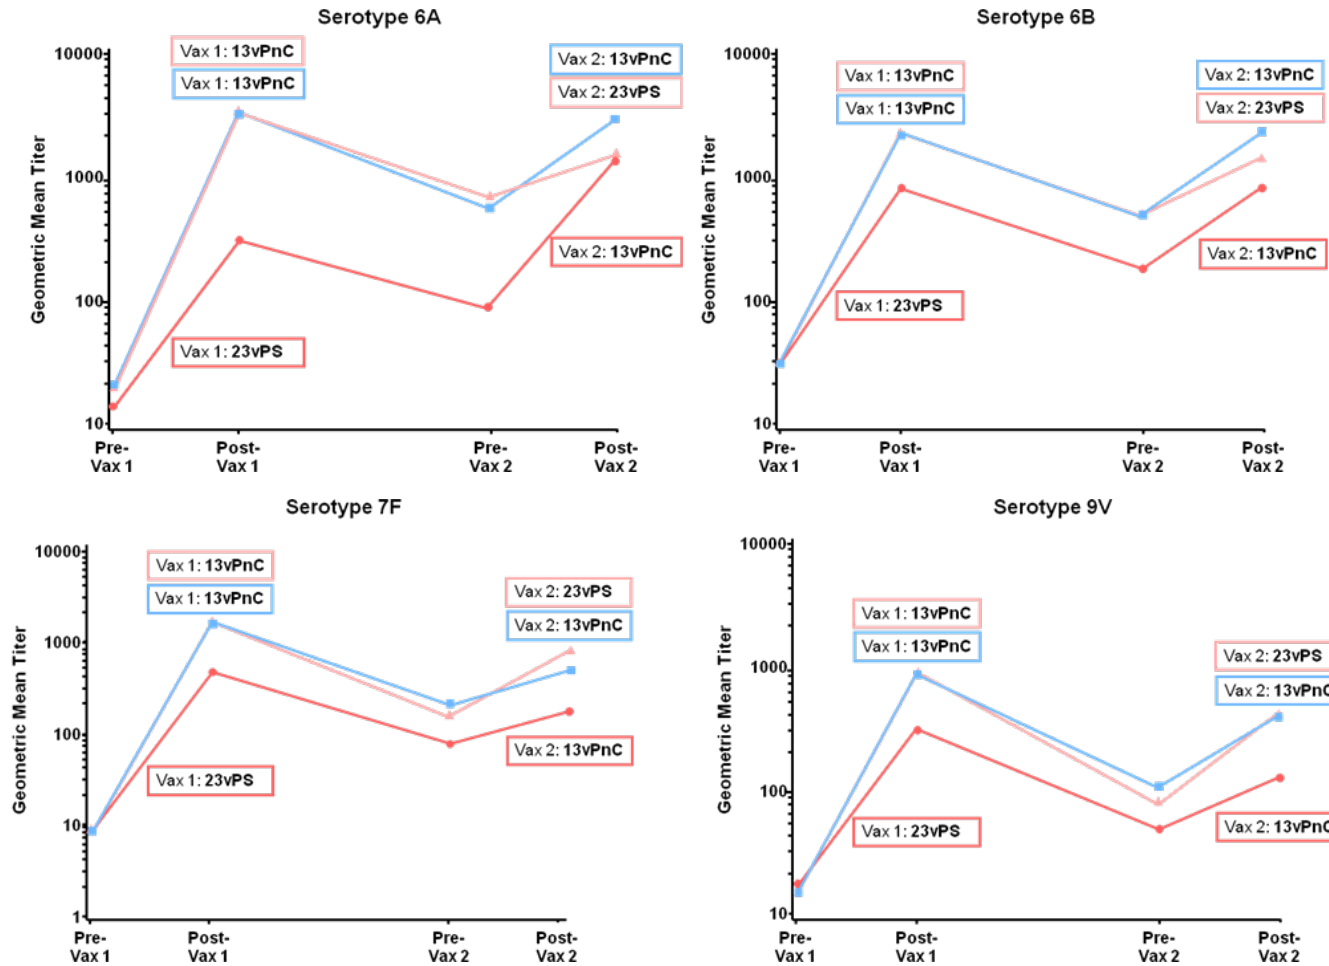 Serotype 6A
Geometric Mean Titer
10000
1000
100
10
Vax 1: 13vPnC
Vax 1: 13vPnC
Vax 2: 13vPnC
Vax 2: 23vPS
Vax 2: 13vPnC
Vax 1: 23vPS
Pre-
Vax 1
Post-
Vax 1
Pre-
Vax 2
Post-
Vax 2
Serotype 6B
Geometric Mean Titer
10000
1000
100
10
Vax 1: 13vPnC
Vax 1: 13vPnC
Vax 2: 13vPnC
Vax 2: 23vPS
Vax 2: 13vPnC
Vax 1: 23vPS
Pre-
Vax 1
Post-
Vax 1
Pre-
Vax 2
Post-
Vax 2
Serotype 7F
Geometric Mean Titer
10000
1000
100
10
1
Vax 1: 13vPnC
Vax 1: 13vPnC
Vax 2: 23vPS
Vax 2: 13vPnC
Vax 2: 13vPnC
Vax 1: 23vPS
Pre-
Vax 1
Post-
Vax 1
Pre-
Vax 2
Post-
Vax 2
Serotype 9V
Geometric Mean Titer
10000
1000
100
10
Vax 1: 13vPnC
Vax 1: 13vPnC
Vax 2: 23vPS
Vax 2: 13vPnC
Vax 2: 13vPnC
Vax 1: 23vPS
Pre-
Vax 1
Post-
Vax 1
Pre-
Vax 2
Post-
Vax 2